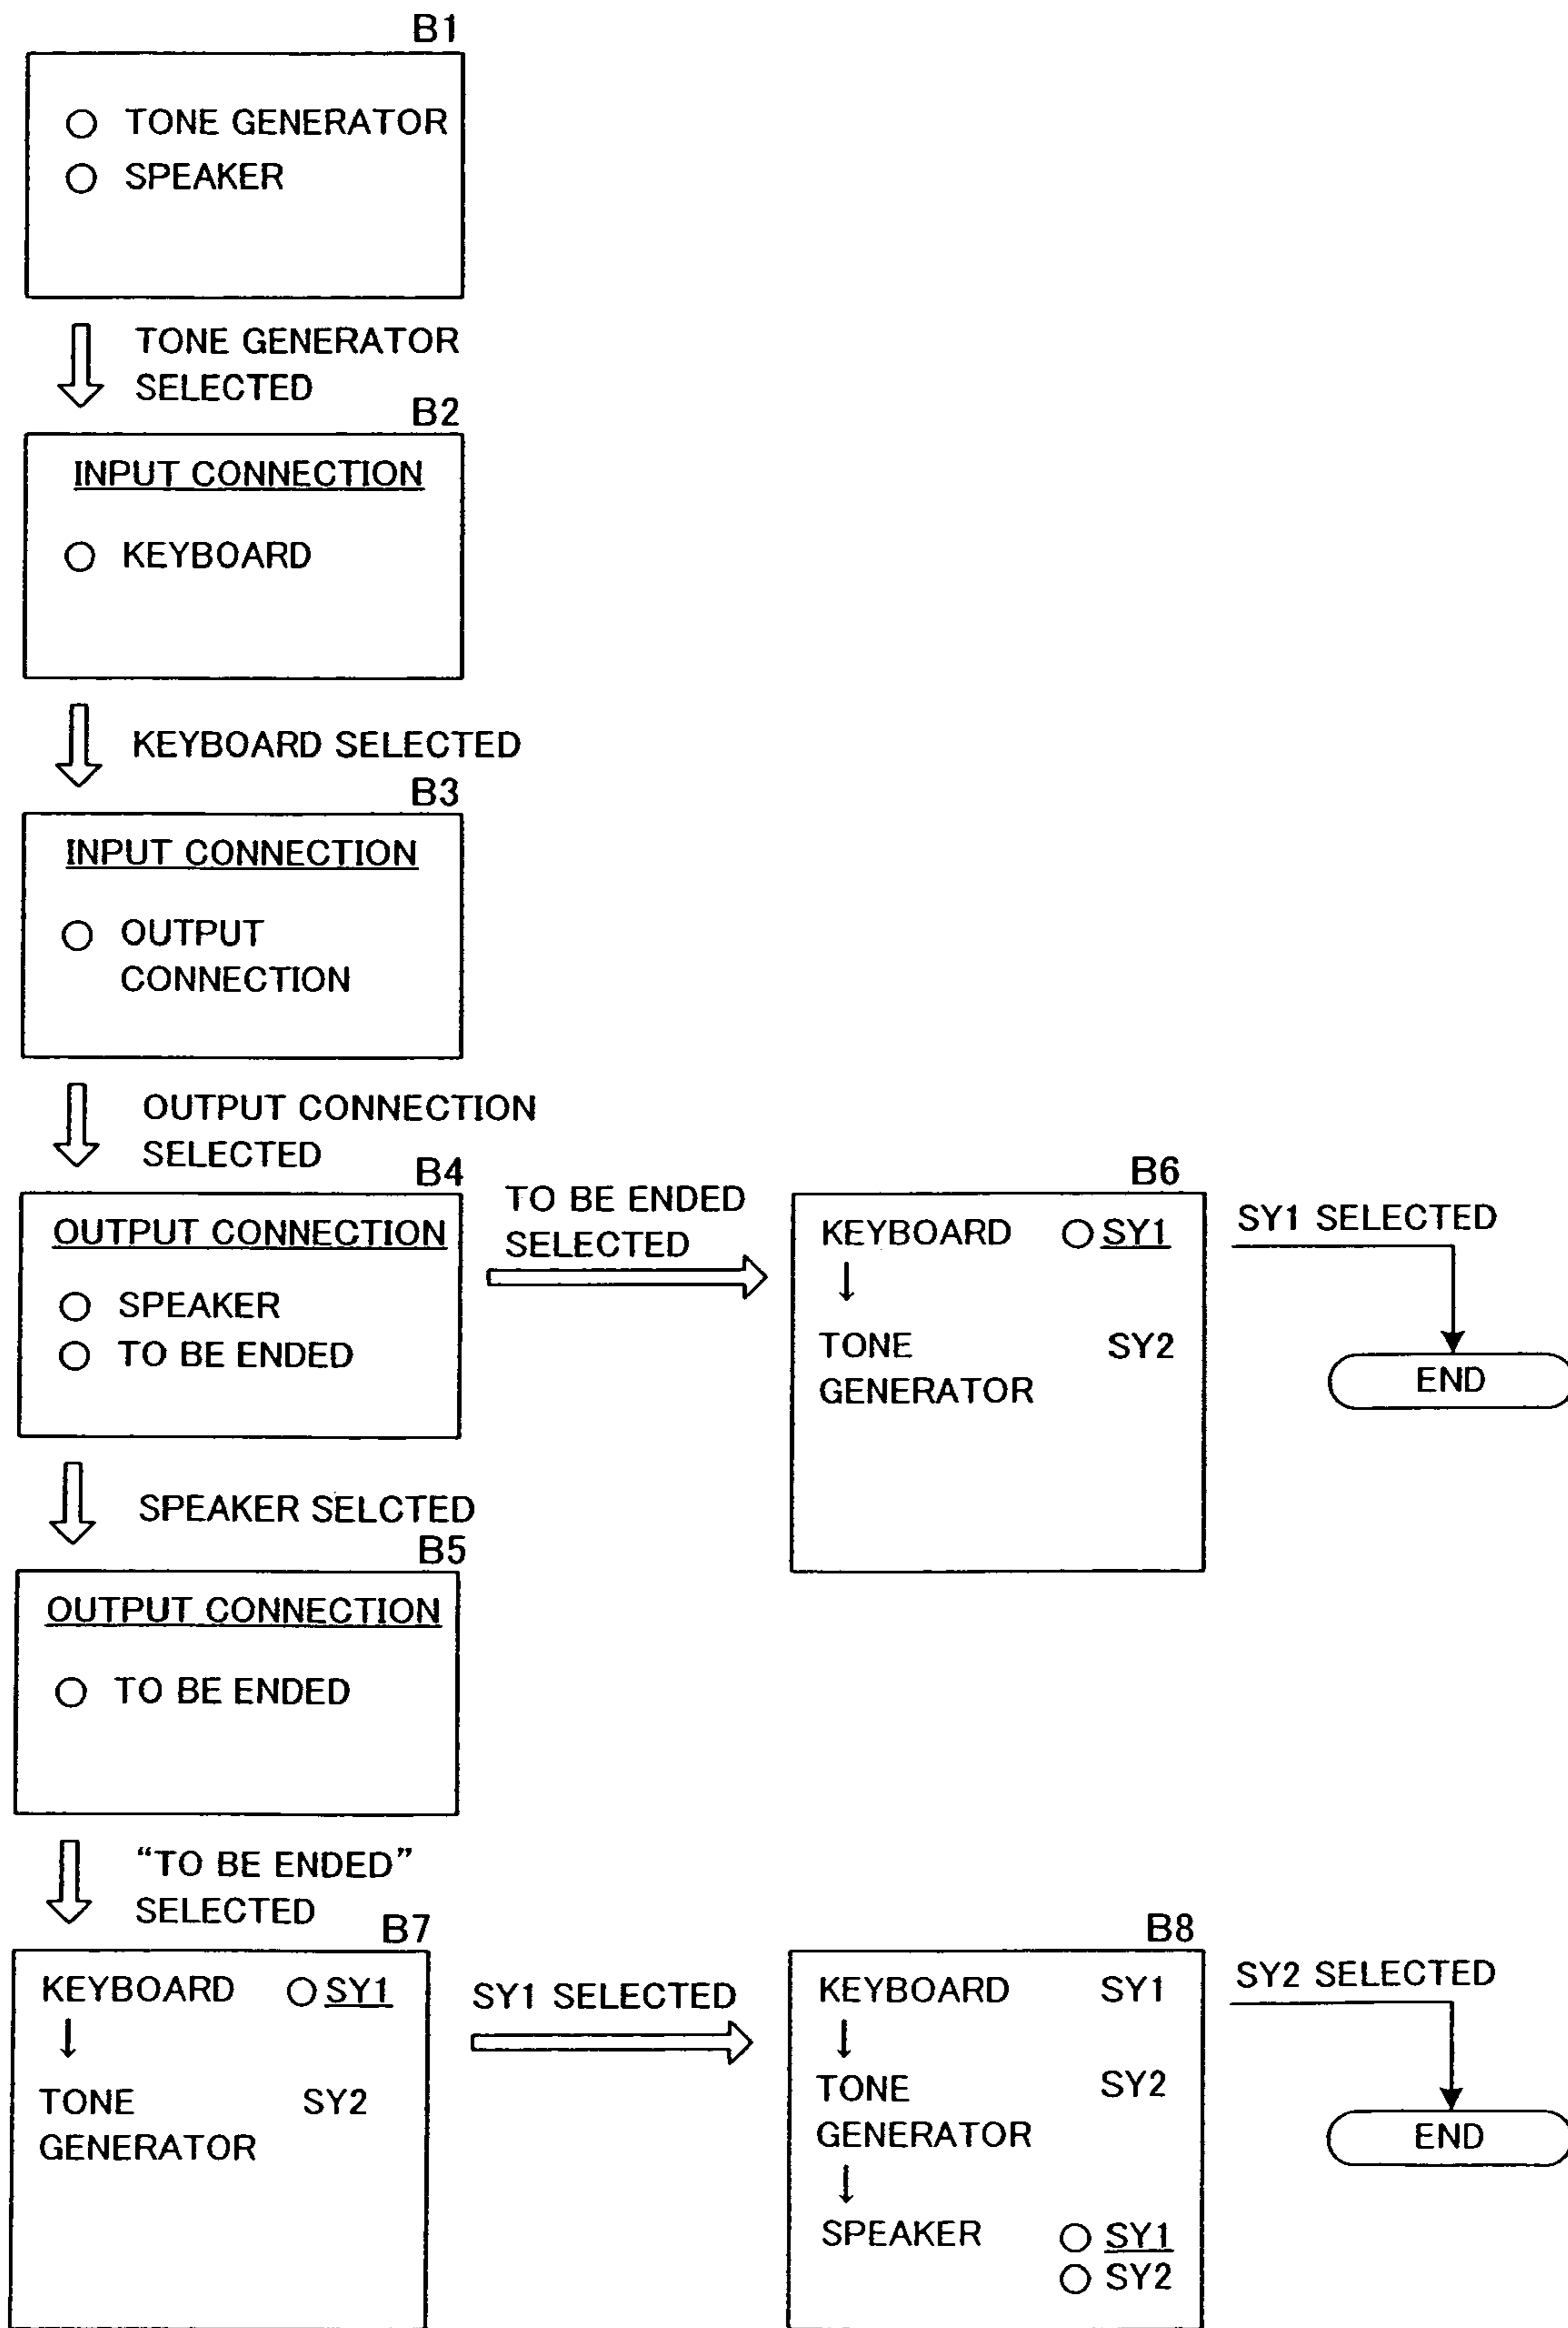 B1
○ TONE GENERATOR
○ SPEAKER
TONE GENERATOR
SELECTED
B2
INPUT CONNECTION
○ KEYBOARD
KEYBOARD SELECTED
B3
INPUT CONNECTION
○ OUTPUT
CONNECTION
OUTPUT CONNECTION
SELECTED
B4
OUTPUT CONNECTION
○ SPEAKER
○ TO BE ENDED
TO BE ENDED
SELECTED
B6
KEYBOARD ○ SY1
↓
TONE SY2
GENERATOR
SY1 SELECTED
END
SPEAKER SELCTED
B5
OUTPUT CONNECTION
○ TO BE ENDED
“TO BE ENDED”
SELECTED
B7
KEYBOARD ○ SY1
↓
TONE SY2
GENERATOR
SY1 SELECTED
B8
KEYBOARD SY1
↓
TONE SY2
GENERATOR
↓
SPEAKER ○ SY1
○ SY2
SY2 SELECTED
END